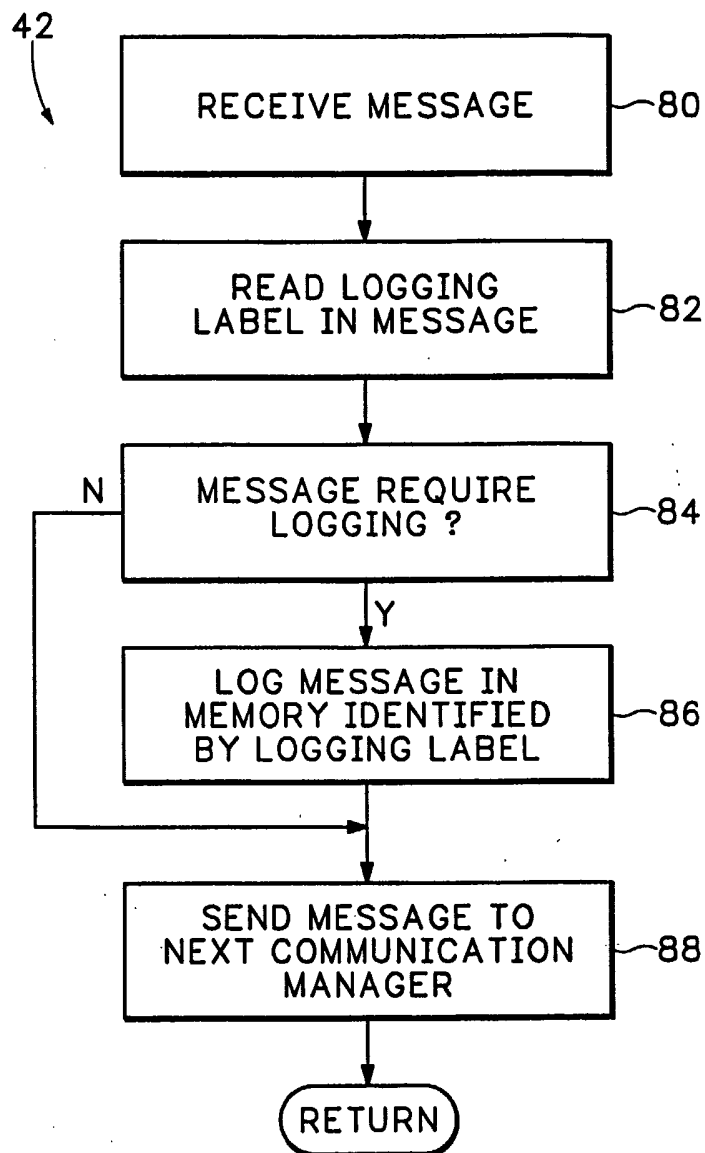 42
RECEIVE MESSAGE
80
READ LOGGING
LABEL IN MESSAGE
82
N
MESSAGE REQUIRE
LOGGING ?
84
Y
LOG MESSAGE IN
MEMORY IDENTIFIED
BY LOGGING LABEL
86
SEND MESSAGE TO
NEXT COMMUNICATION
MANAGER
88
RETURN